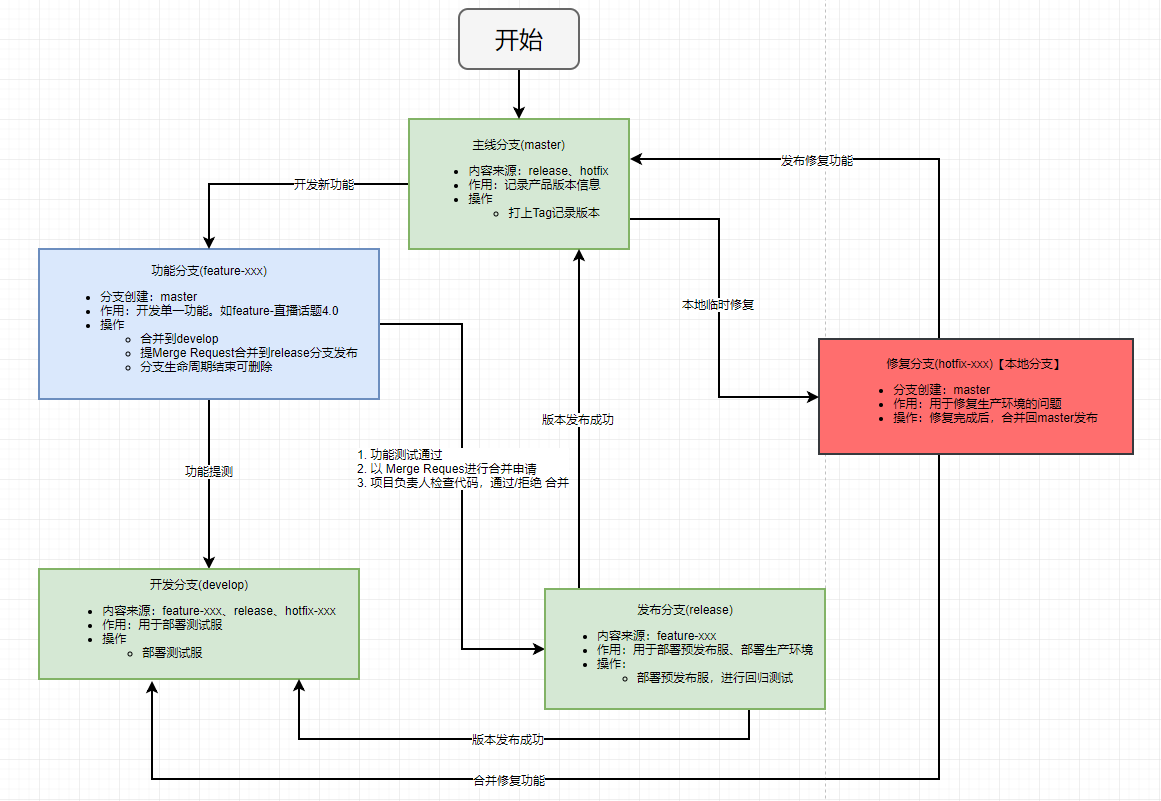 开始
主线分支(master)
内容来源：release、hotfix
作用：记录产品版本信息
操作
打上Tag记录版本
发布修复功能
开发新功能
功能分支(feature-xxx)
分支创建：master
作用：开发单一功能。如feature-直播话题4.0
操作
合并到develop
提Merge Request合并到release分支发布
分支生命周期结束可删除
本地临时修复
修复分支(hotfix-xxx)【本地分支】
分支创建：master
作用：用于修复生产环境的问题
操作：修复完成后，合并回master发布
版本发布成功
功能提测
1. 功能测试通过
2. 以 Merge Reques进行合并申请
3. 项目负责人检查代码，通过/拒绝 合并
开发分支(develop)
内容来源：feature-xxx、release、hotfix-xxx
作用：用于部署测试服
操作
部署测试服
发布分支(release)
内容来源：feature-xxx
作用：用于部署预发布服、部署生产环境
操作：
部署预发布服，进行回归测试
版本发布成功
合并修复功能